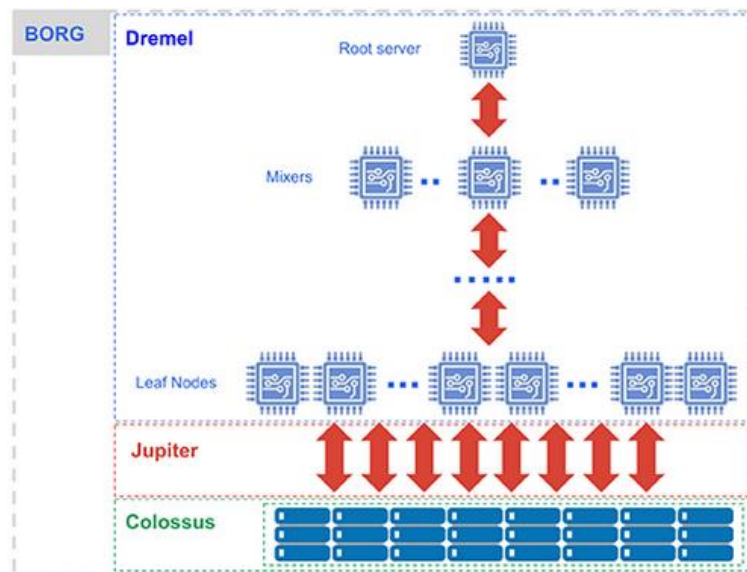 BORG
Dremel
Root server
Mixers
Leaf Nodes
Jupiter
Colossus